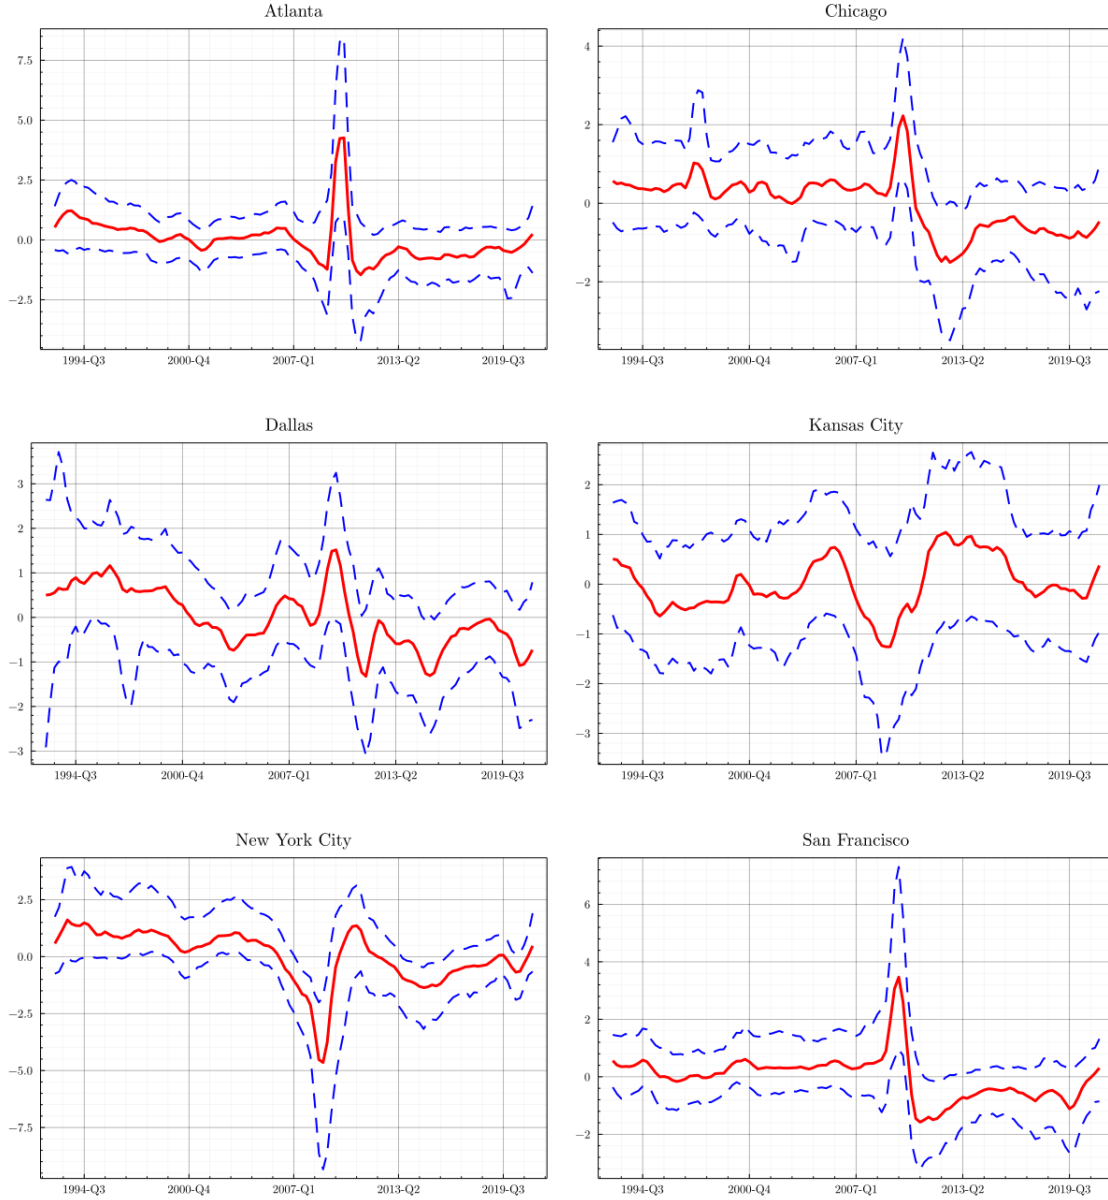 Atlanta
7.5
5.0
2.5
0.0
−2.5
1994-Q3 2000-Q4 2007-Q1 2013-Q2 2019-Q3
Chicago
4
2
0
−2
1994-Q3 2000-Q4 2007-Q1 2013-Q2 2019-Q3
Dallas
3
2
1
0
−1
−2
−3
1994-Q3 2000-Q4 2007-Q1 2013-Q2 2019-Q3
Kansas City
2
1
0
−1
−2
−3
1994-Q3 2000-Q4 2007-Q1 2013-Q2 2019-Q3
New York City
2.5
0.0
−2.5
−5.0
−7.5
1994-Q3 2000-Q4 2007-Q1 2013-Q2 2019-Q3
San Francisco
6
4
2
0
−2
1994-Q3 2000-Q4 2007-Q1 2013-Q2 2019-Q3